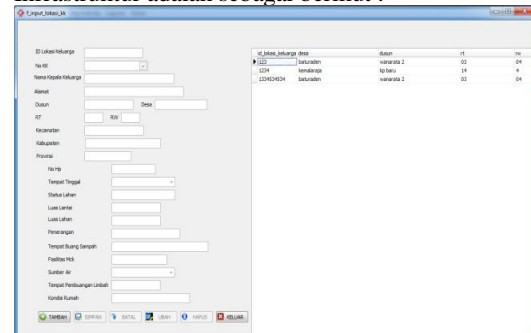 Infrastruktur adalah sebagai berikut :
f_input_lokasi_kk
ID Lokasi Keluarga
No KK
Nama Kepala Keluarga
Alamat
Dusun Desa
RT RW
Kecamatan
Kabupaten
Provinsi
No Hp
Tempat Tinggal
Status Lahan
Luas Lantai
Luas Lahan
Penerangan
Tempat Buang Sampah
Fasilitas Mck
Sumber Air
Tempat Pembuangan Limbah
Kondisi Rumah
TAMBAH SIMPAN BATAL UBAH HAPUS KELUAR
id_lokasi_keluarga desa dusun rt rw
123 baturaden wanarata 2 03 04
1234 kemalaraja kp baru 14 4
1334534534 baturaden wanarata 2 03 04